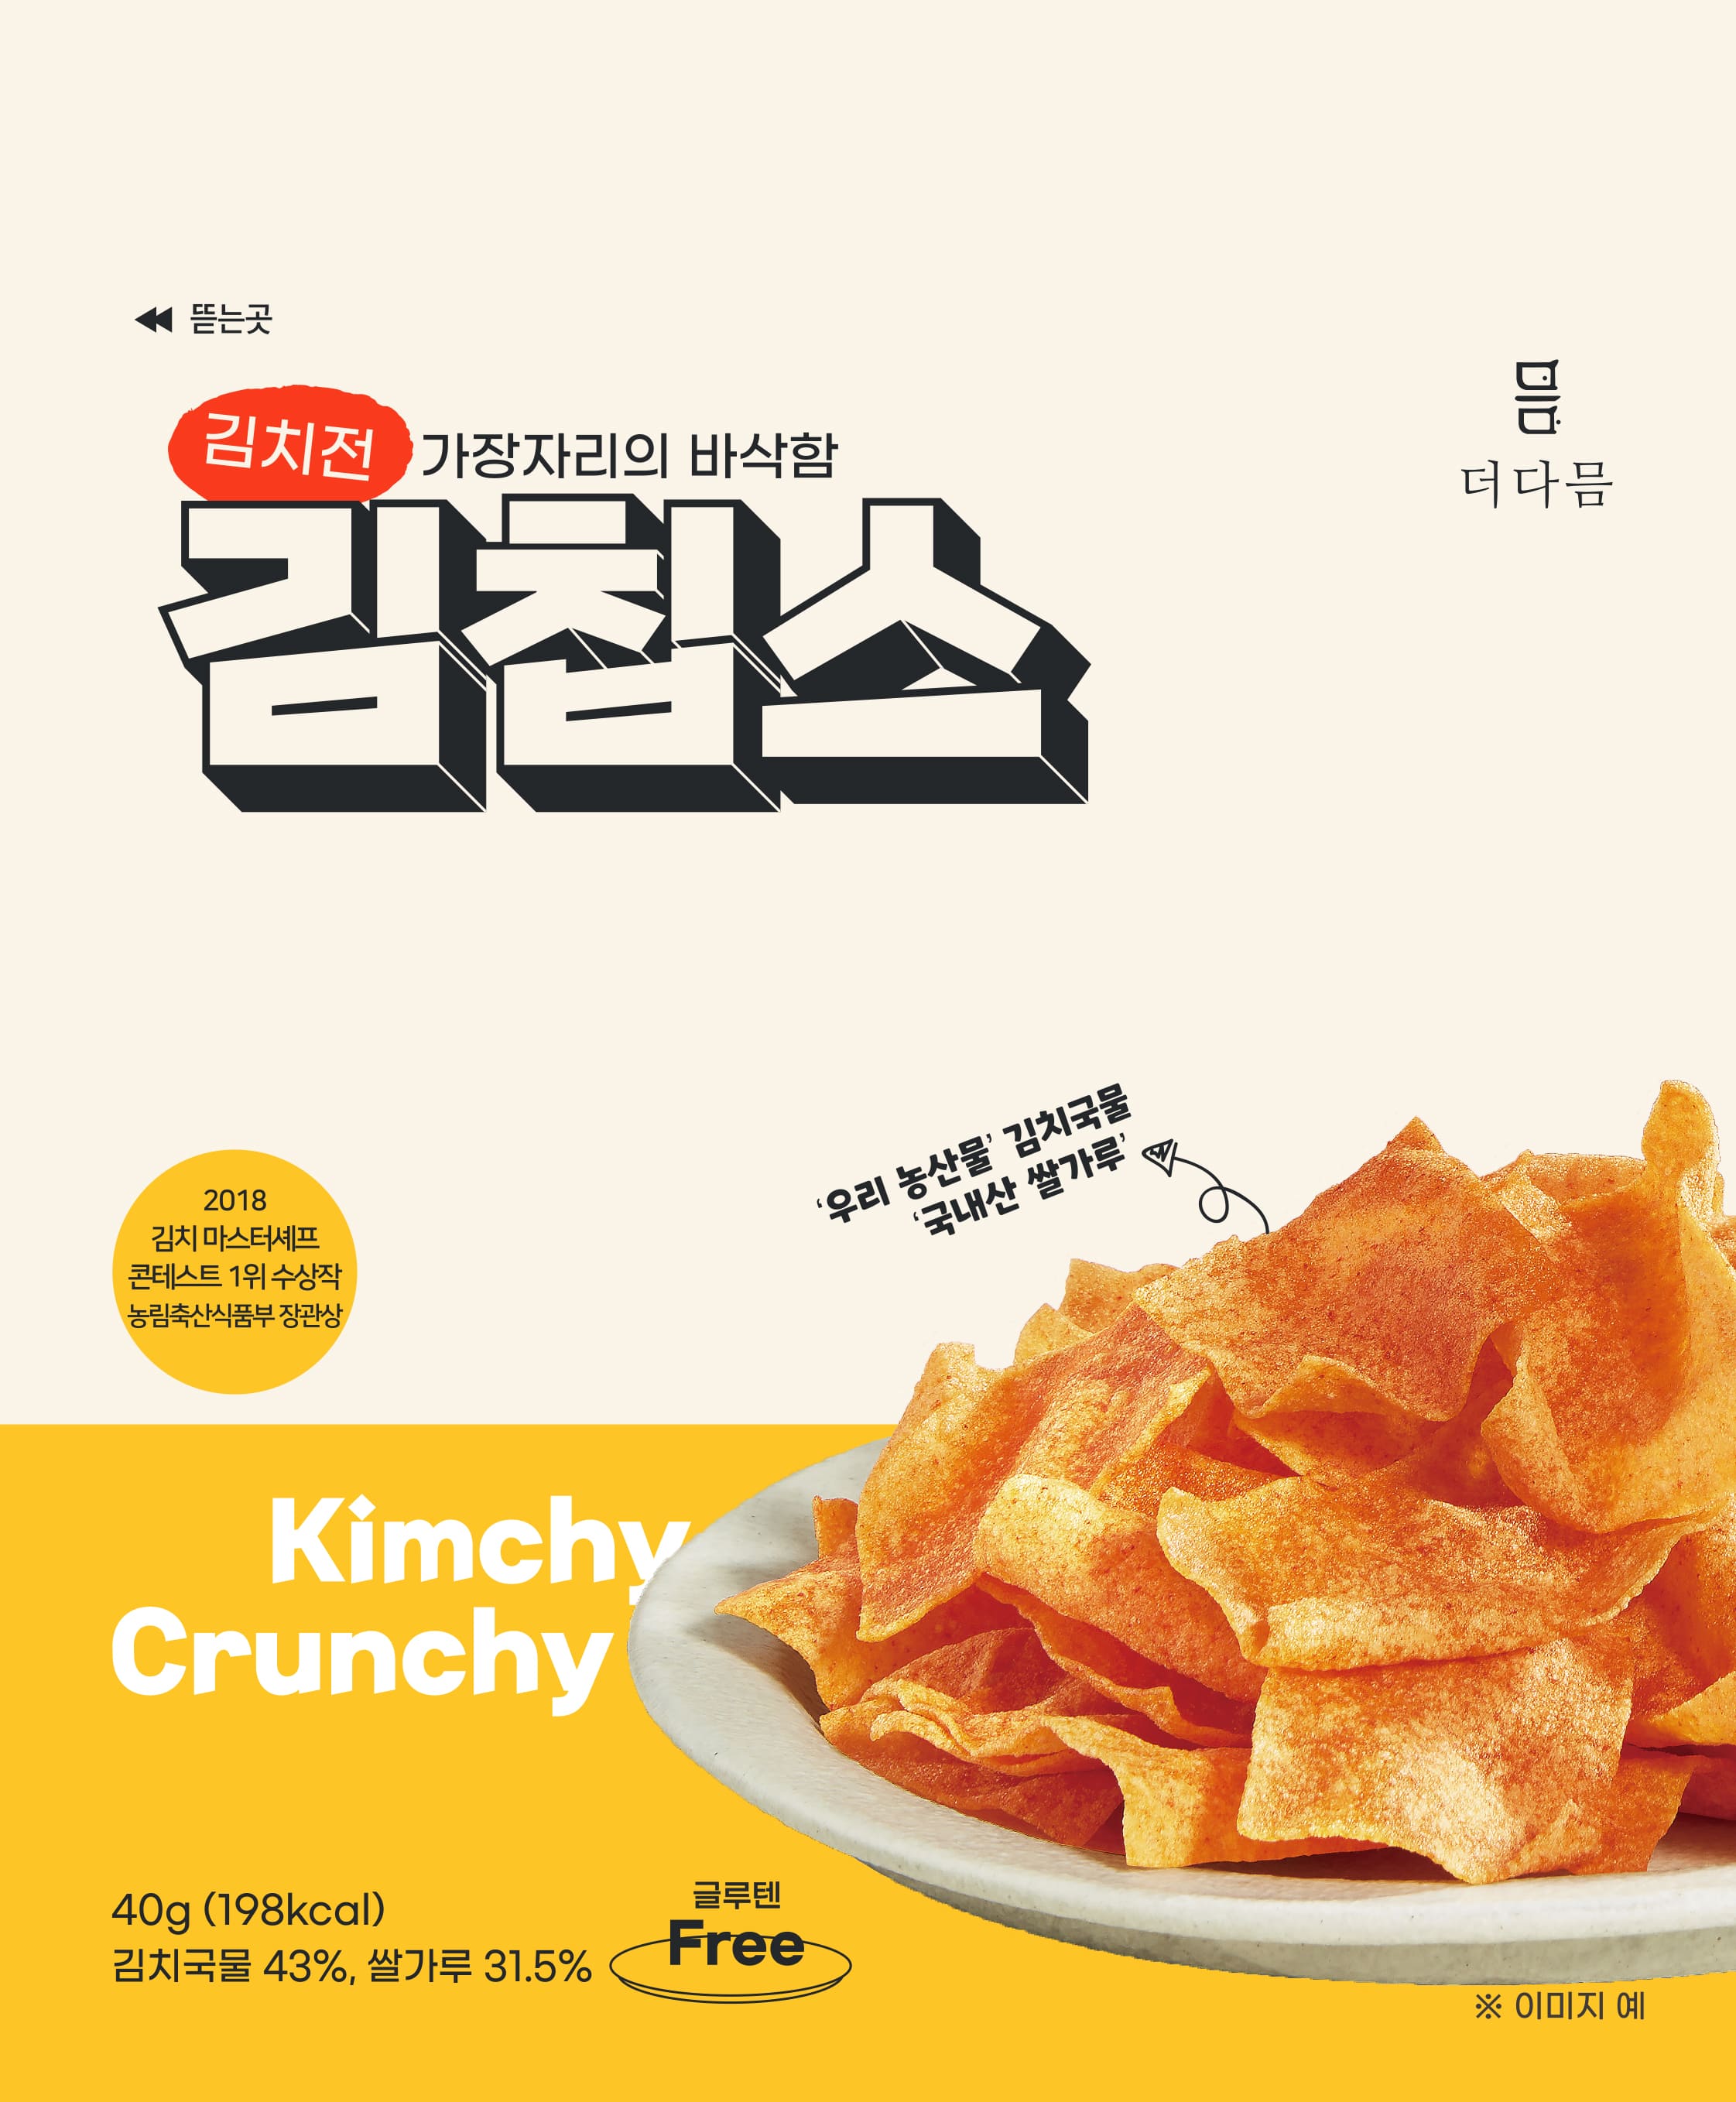 뜯는곳
김치전 가장자리의 바삭함
김칩스
더다믐
‘우리 농산물’ 김치국물
‘국내산 쌀가루’
2018
김치 마스터셰프
콘테스트 1위 수상작
농림축산식품부 장관상
Kimchy
Crunchy
40g (198kcal)
김치국물 43%, 쌀가루 31.5%
글루텐
Free
※ 이미지 예